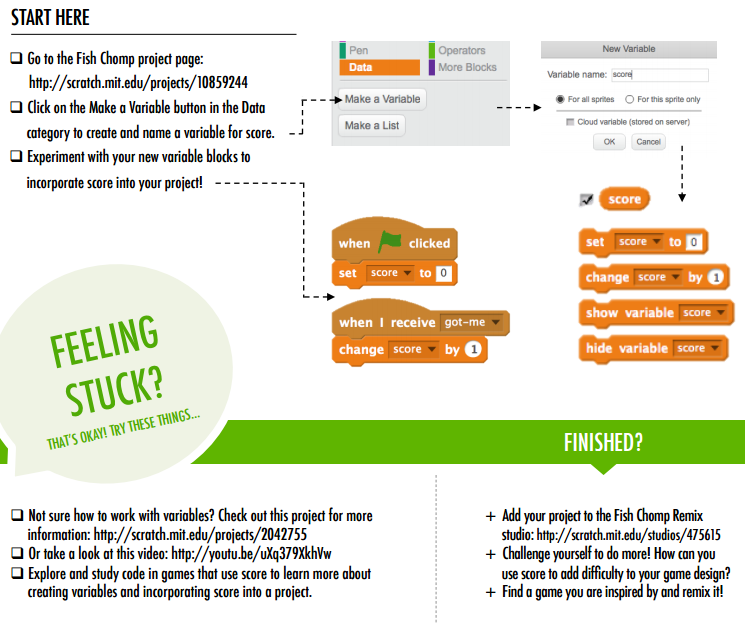 START HERE
❑ Go to the Fish Chomp project page:
http://scratch.mit.edu/projects/10859244
❑ Click on the Make a Variable button in the Data
category to create and name a variable for score.
❑ Experiment with your new variable blocks to
incorporate score into your project!
Pen Operators
Data More Blocks
Make a Variable
Make a List
New Variable
Variable name: score
For all sprites For this sprite only
Cloud variable (stored on server)
OK Cancel
score
set score to 0
change score by 1
show variable score
hide variable score
when clicked
set score to 0
when I receive got-me
change score by 1
FEELING
STUCK?
THAT'S OKAY! TRY THESE THINGS...
❑ Not sure how to work with variables? Check out this project for more
information: http://scratch.mit.edu/projects/2042755
❑ Or take a look at this video: http://youtu.be/uXq379XkhVw
❑ Explore and study code in games that use score to learn more about
creating variables and incorporating score into a project.
FINISHED?
+ Add your project to the Fish Chomp Remix
studio: http://scratch.mit.edu/studios/475615
+ Challenge yourself to do more! How can you
use score to add difficulty to your game design?
+ Find a game you are inspired by and remix it!